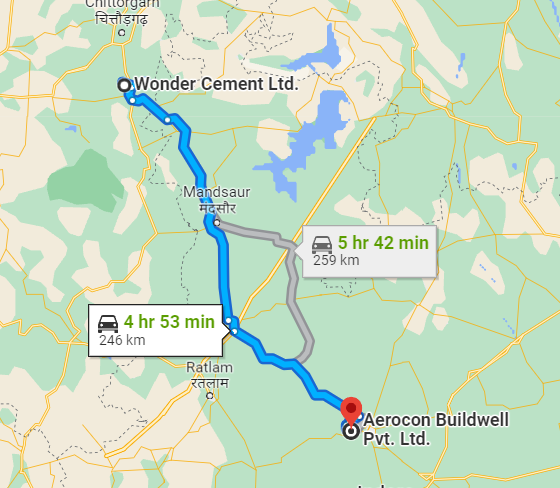 Chittorgarh
चित्तौड़गढ़
Wonder Cement Ltd.
Mandsaur
मंदसौर
5 hr 42 min
259 km
4 hr 53 min
246 km
Ratlam
रतलाम
Aerocon Buildwell
Pvt. Ltd.